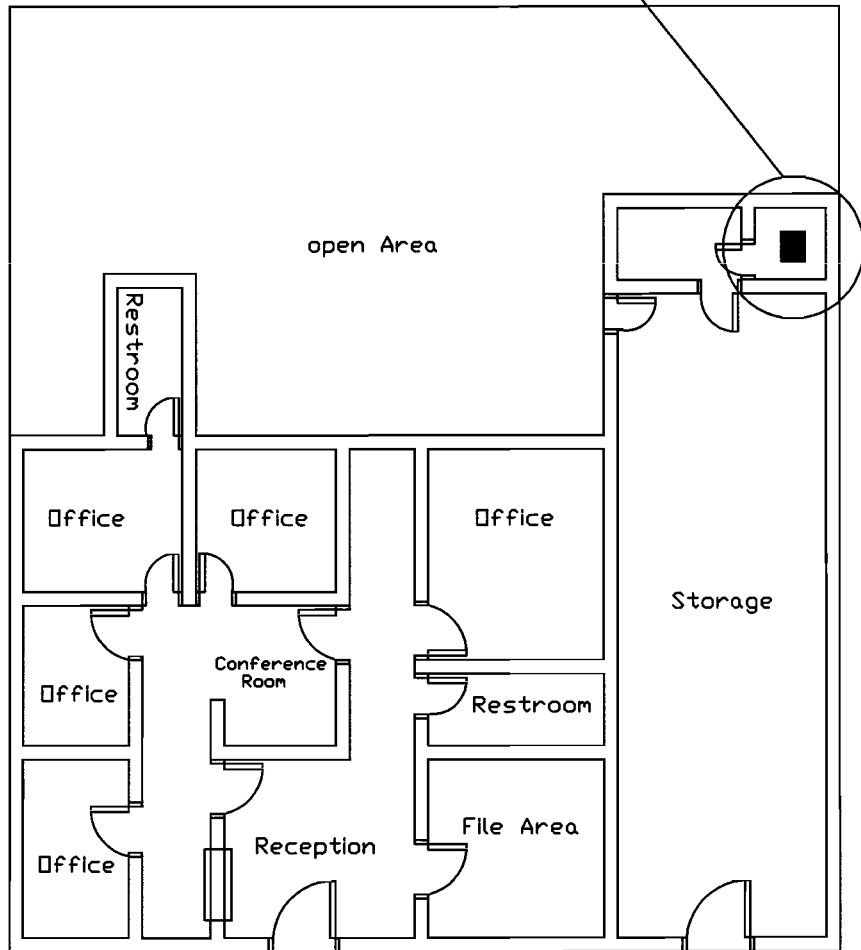 open Area
Restroom
Office
Office
Office
Storage
Conference
Room
Office
Restroom
File Area
Reception
Office